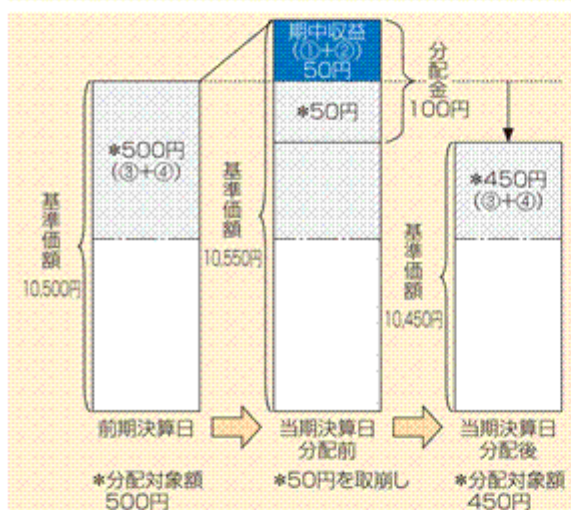 期中収益
(①+②)
50円
*50円
分配金
100円
*500円
(③+④)
*450円
(③+④)
基準価額
10,500円
基準価額
10,550円
基準価額
10,450円
前期決算日
当期決算日
分配前
当期決算日
分配後
*分配対象額
500円
*50円を取崩し
*分配対象額
450円